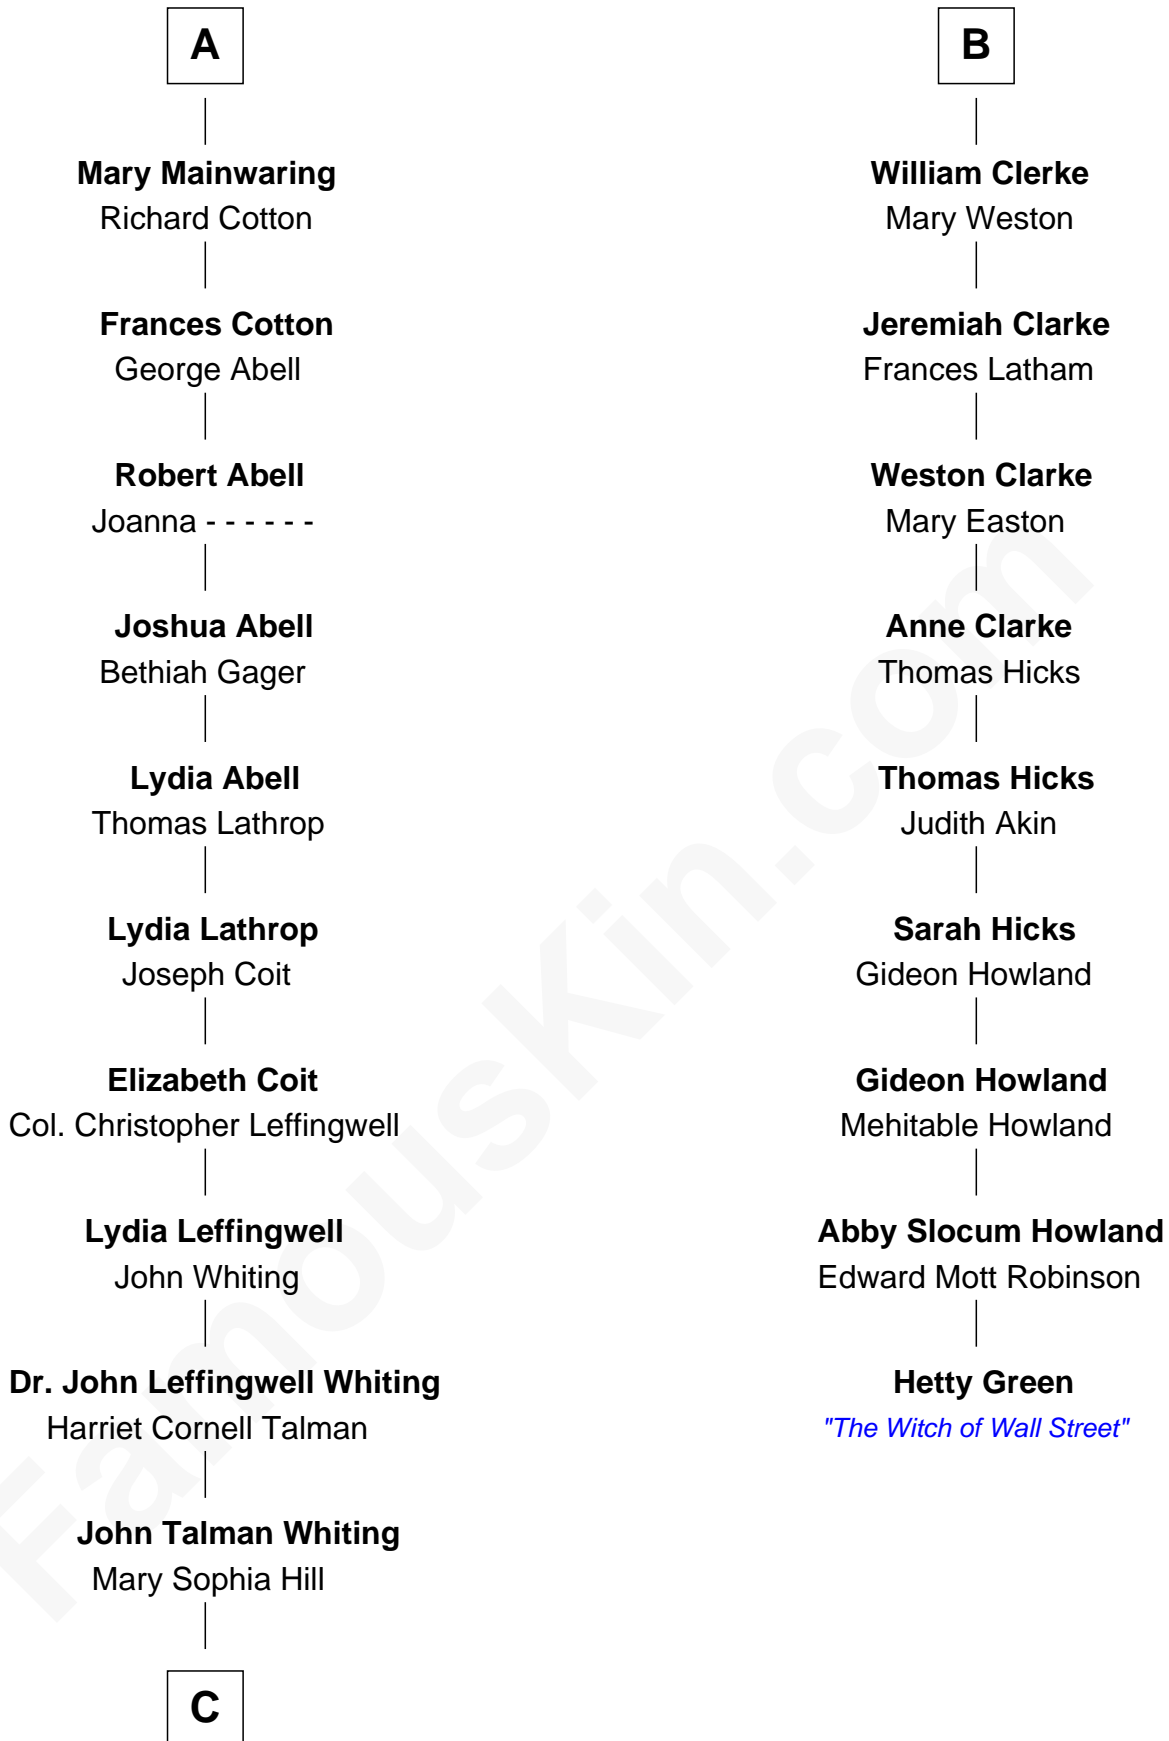 A
Mary Mainwaring
Richard Cotton
Frances Cotton
George Abell
Robert Abell
Joanna - - - - - -
Joshua Abell
Bethiah Gager
Lydia Abell
Thomas Lathrop
Lydia Lathrop
Joseph Coit
Elizabeth Coit
Col. Christopher Leffingwell
Lydia Leffingwell
John Whiting
Dr. John Leffingwell Whiting
Harriet Cornell Talman
John Talman Whiting
Mary Sophia Hill
C
B
William Clerke
Mary Weston
Jeremiah Clarke
Frances Latham
Weston Clarke
Mary Easton
Anne Clarke
Thomas Hicks
Thomas Hicks
Judith Akin
Sarah Hicks
Gideon Howland
Gideon Howland
Mehitable Howland
Abby Slocum Howland
Edward Mott Robinson
Hetty Green
"The Witch of Wall Street"
FamousKin.com